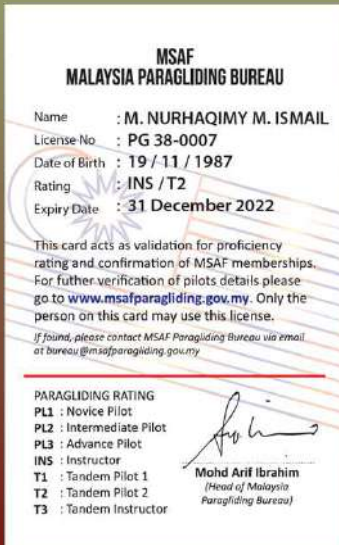 MSAF
MALAYSIA PARAGLIDING BUREAU
Name : M. NURHAQIMY M. ISMAIL
License No : PG 38-0007
Date of Birth : 19 / 11 / 1987
Rating : INS / T2
Expiry Date : 31 December 2022
This card acts as validation for proficiency
rating and confirmation of MSAF memberships.
For futher verification of pilots details please
go to www.msafparagliding.gov.my. Only the
person on this card may use this license.
If found, please contact MSAF Paragliding Bureau via email
at bureau@msafparagliding.gov.my
PARAGLIDING RATING
PL1 : Novice Pilot
PL2 : Intermediate Pilot
PL3 : Advance Pilot
INS : Instructor
T1 : Tandem Pilot 1
T2 : Tandem Pilot 2
T3 : Tandem Instructor
Mohd Arif Ibrahim
(Head of Malaysia
Paragliding Bureau)